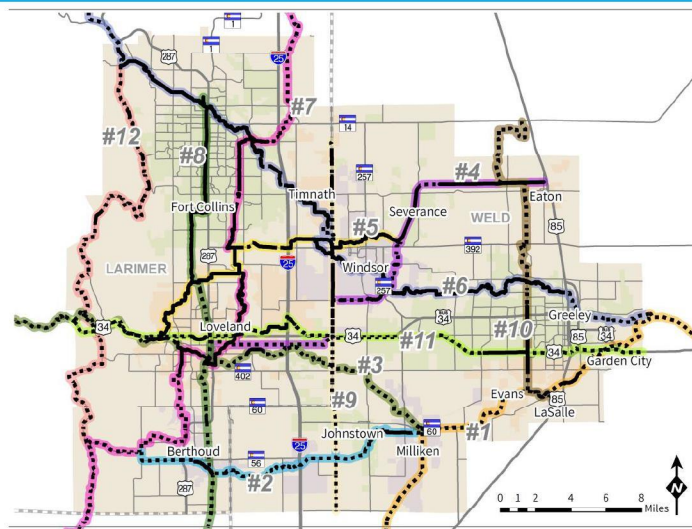 1
1
287
25
#7
14
#12
#8
257
#4
Timnath
Severance
Eaton
Fort Collins
#5
WELD
85
392
287
25
LARIMER
Windsor
257
#6
34
Greeley
34
Loveland
34
#11
#10
85
34
34
Garden City
#3
402
#9
Evans
85
LaSalle
60
Johnstown
60
#1
25
Milliken
Berthoud
56
#2
287
N
0 1 2 4 6 8
Miles